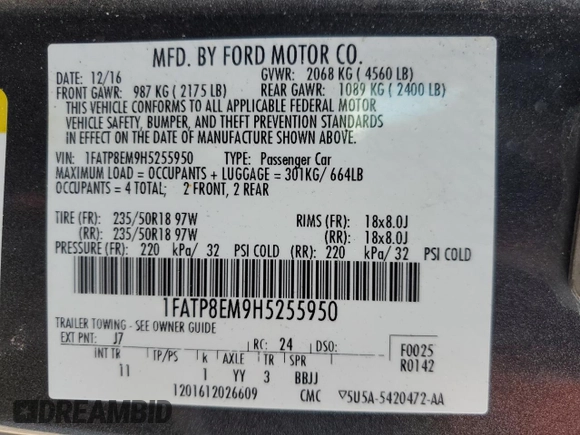 MFD. BY FORD MOTOR CO.
DATE: 12/16 GVWR: 2068 KG ( 4560 LB)
FRONT GAWR: 987 KG ( 2175 LB) REAR GAWR: 1089 KG ( 2400 LB)
THIS VEHICLE CONFORMS TO ALL APPLICABLE FEDERAL MOTOR
VEHICLE SAFETY, BUMPER, AND THEFT PREVENTION STANDARDS
IN EFFECT ON THE DATE OF MANUFACTURE SHOWN ABOVE.
VIN: 1FATP8EM9H5255950 TYPE: Passenger Car
MAXIMUM LOAD = OCCUPANTS + LUGGAGE = 301KG/ 664LB
OCCUPANTS = 4 TOTAL; 2 FRONT, 2 REAR
TIRE (FR): 235/50R18 97W RIMS (FR): 18x8.0J
(RR): 235/50R18 97W (RR): 18x8.0J
PRESSURE (FR): 220 kPa/ 32 PSI COLD (RR): 220 kPa/ 32 PSI COLD
1FATP8EM9H5255950
TRAILER TOWING - SEE OWNER GUIDE
EXT PNT: J7 RC: 24 DSO: F0025
R0142
INT TR TP/PS R AXLE TR SPR
11 1 YY 3 BBJJ
1201612026609 CMC ▽5U5A-5420472-AA
DREAMBID